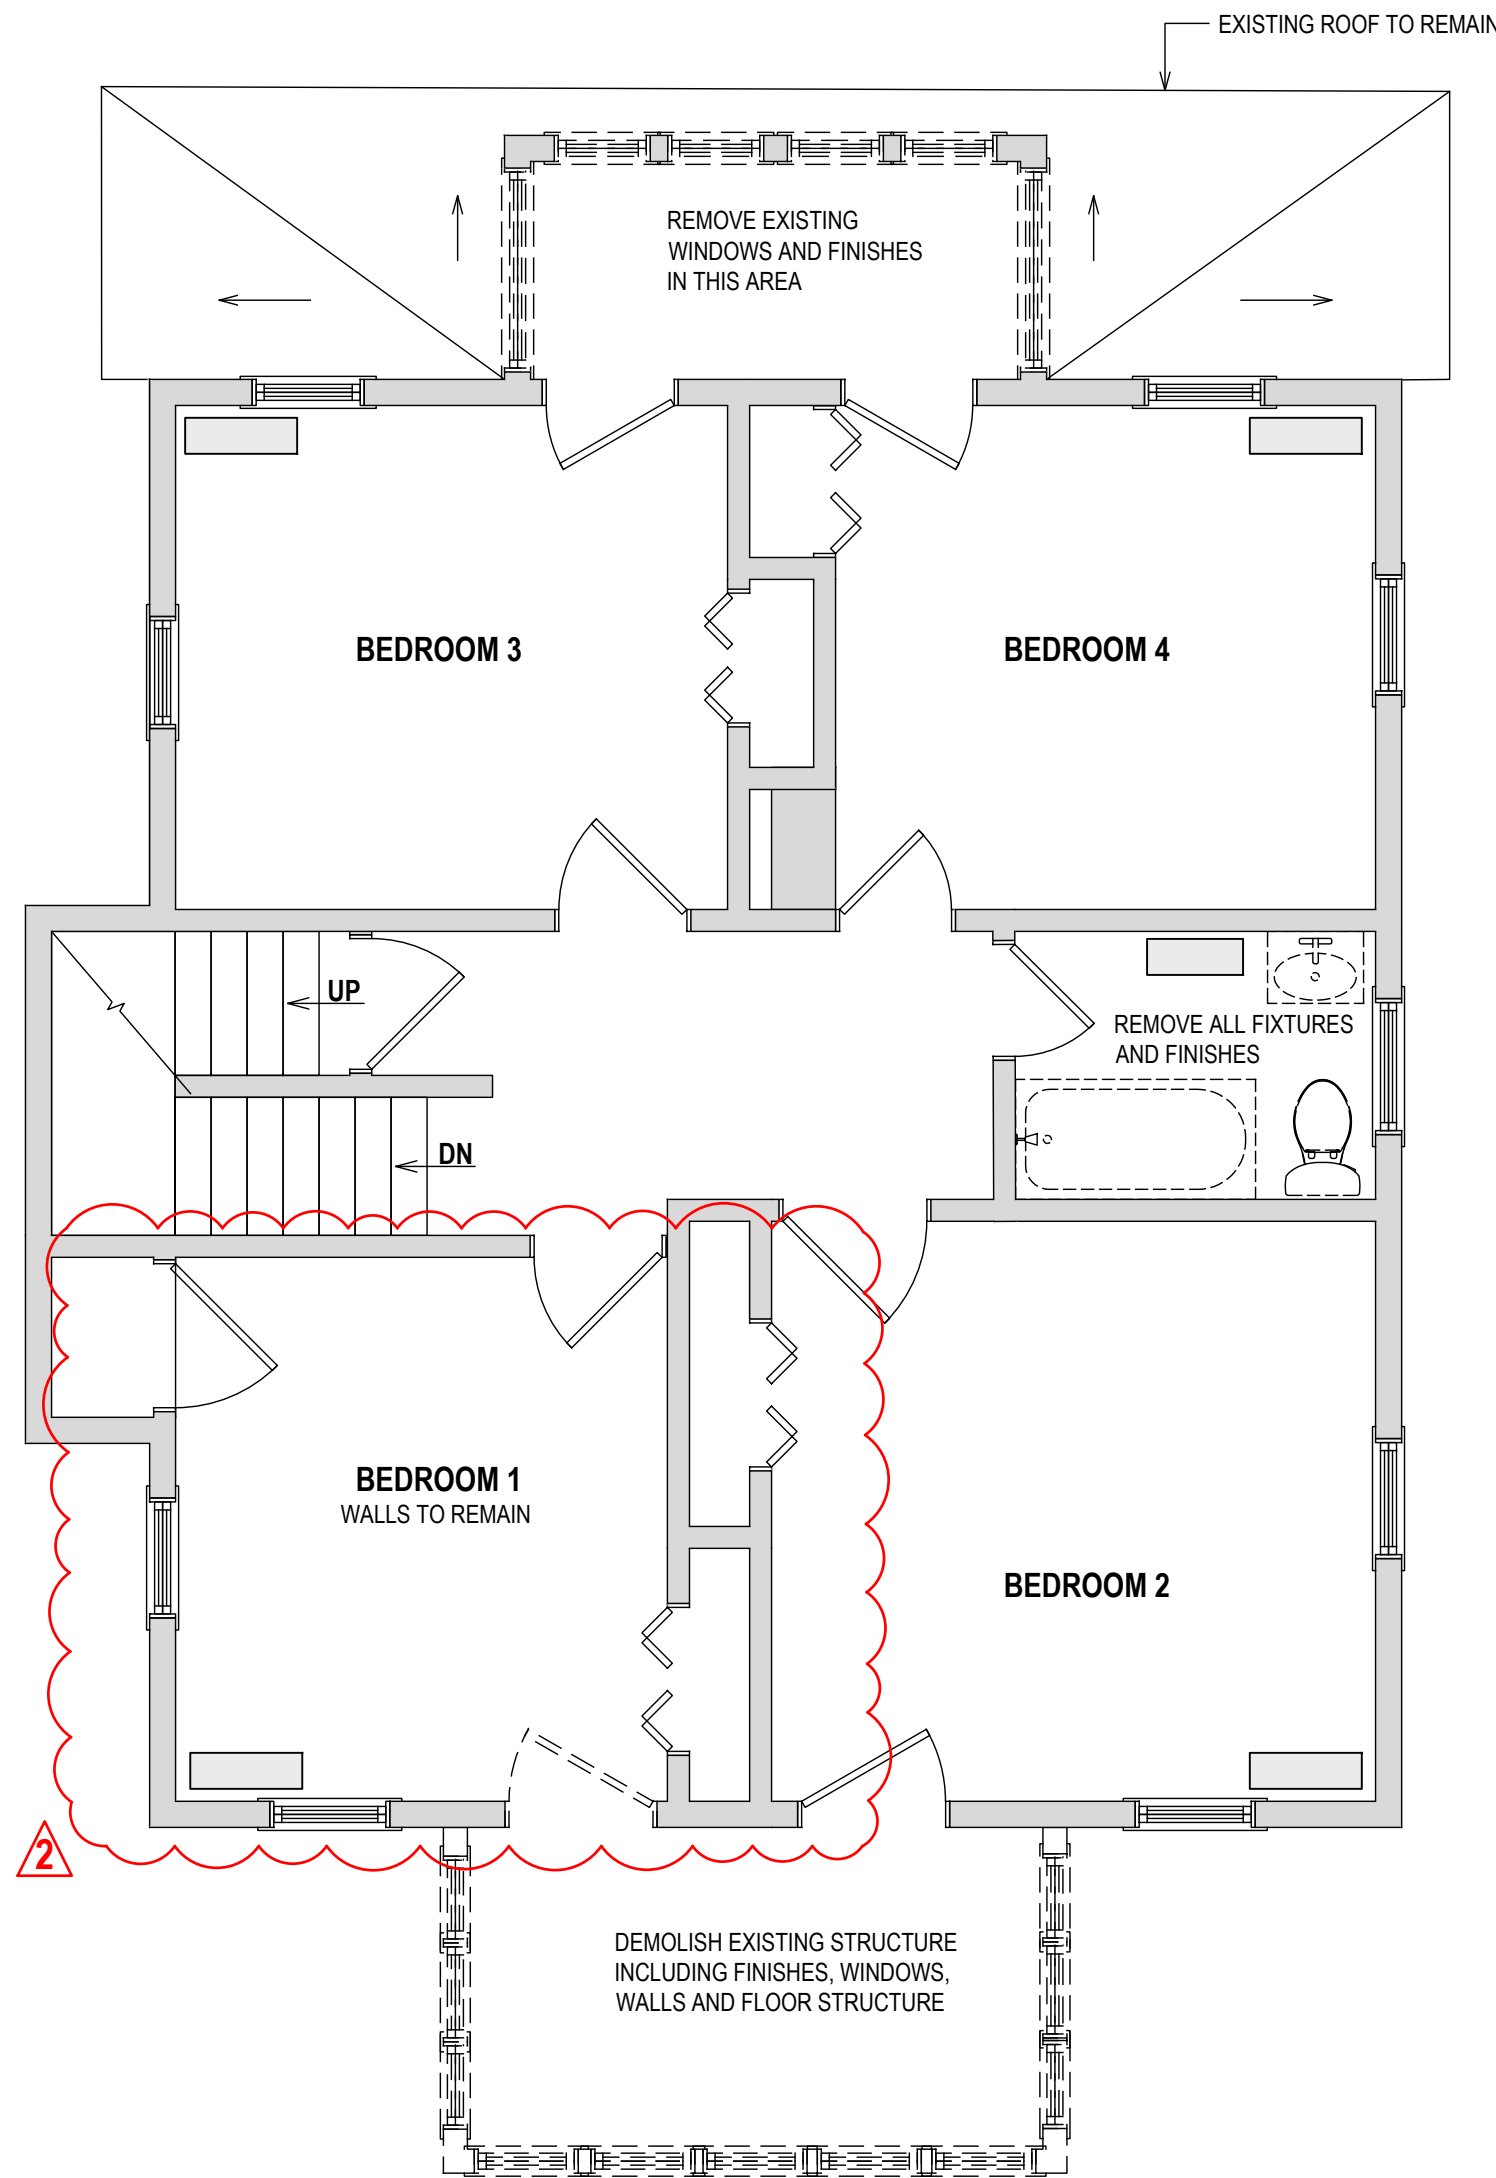 EXISTING ROOF TO REMAIN
REMOVE EXISTING
WINDOWS AND FINISHES
IN THIS AREA
BEDROOM 3
BEDROOM 4
UP
REMOVE ALL FIXTURES
AND FINISHES
DN
BEDROOM 1
WALLS TO REMAIN
BEDROOM 2
2
DEMOLISH EXISTING STRUCTURE
INCLUDING FINISHES, WINDOWS,
WALLS AND FLOOR STRUCTURE